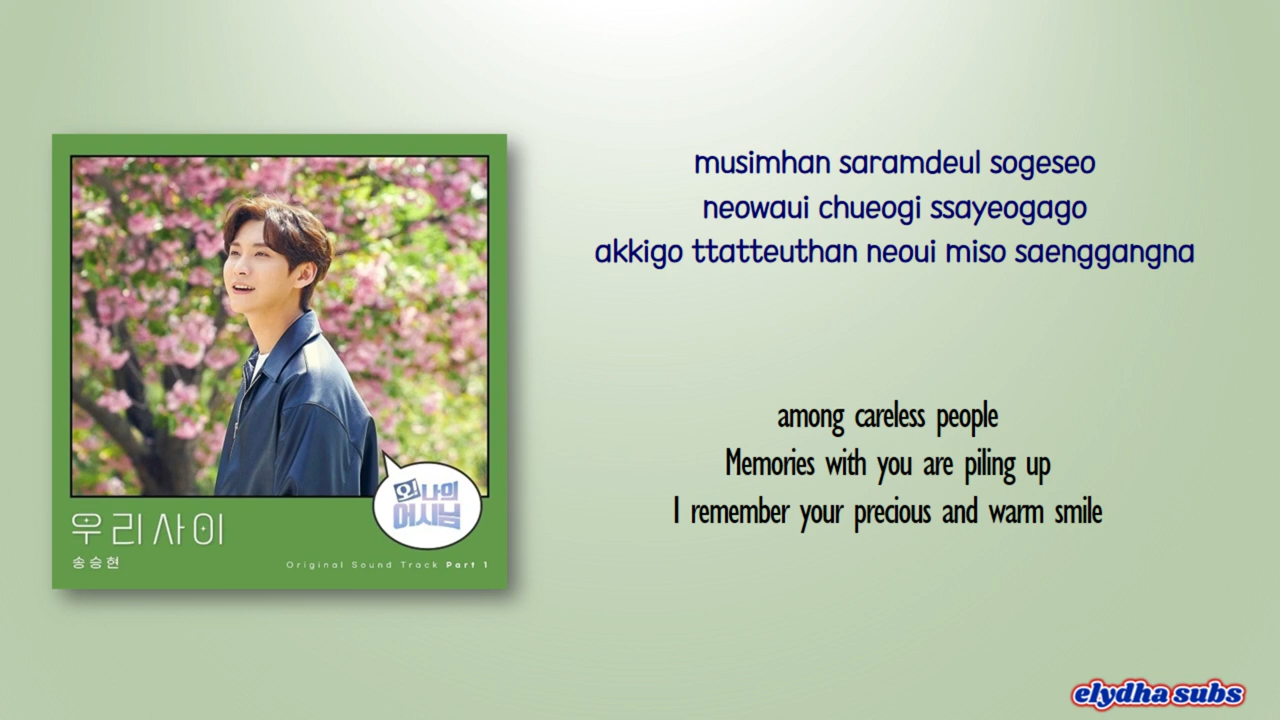 musimhan saramdeul sogeseo
neowaui chueogi ssayeogago
akkigo ttatteuthan neoui miso saenggangna
among careless people
Memories with you are piling up
I remember your precious and warm smile
오! 나의
어사님
우리사이
송승현
Original Sound Track Part 1
elydha subs